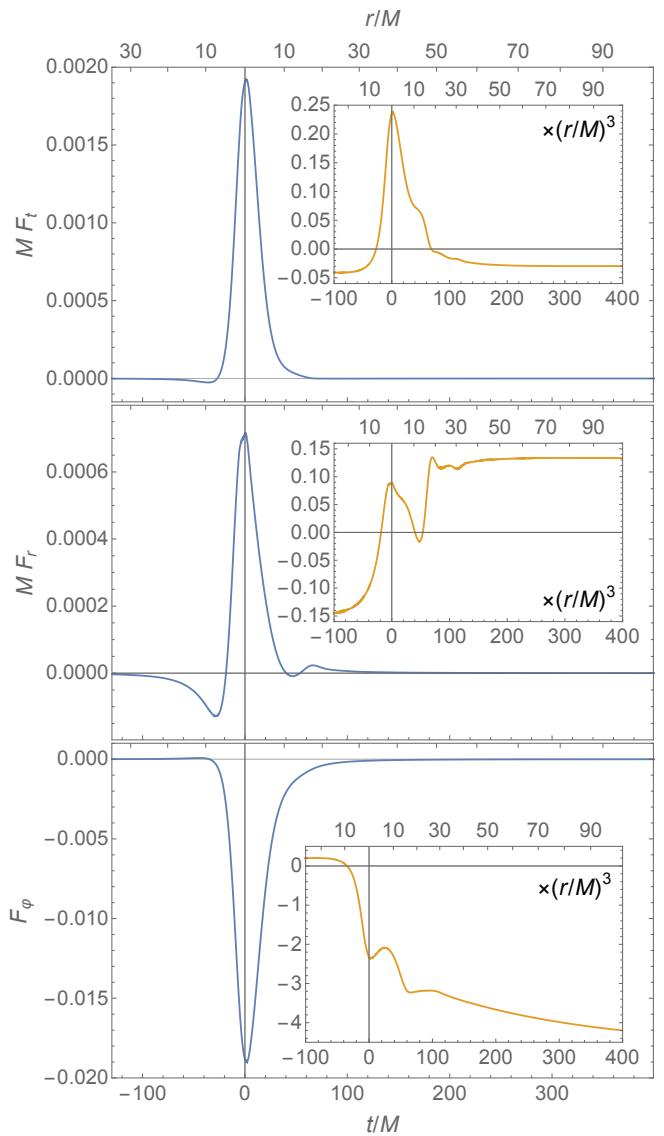 r/M
30 10 10 30 50 70 90
0.0020
0.0015
0.0010
0.0005
0.0000
M F_t
10 10 30 50 70 90
0.25
0.20
0.15
0.10
0.05
0.00
−0.05
×(r/M)^3
−100 0 100 200 300 400
0.0006
0.0004
0.0002
0.0000
M F_r
10 10 30 50 70 90
0.15
0.10
0.05
0.00
−0.05
−0.10
−0.15
×(r/M)^3
−100 0 100 200 300 400
0.000
−0.005
−0.010
−0.015
−0.020
F_φ
10 10 30 50 70 90
0
−1
−2
−3
−4
×(r/M)^3
−100 0 100 200 300 400
−100 0 100 200 300 400
t/M